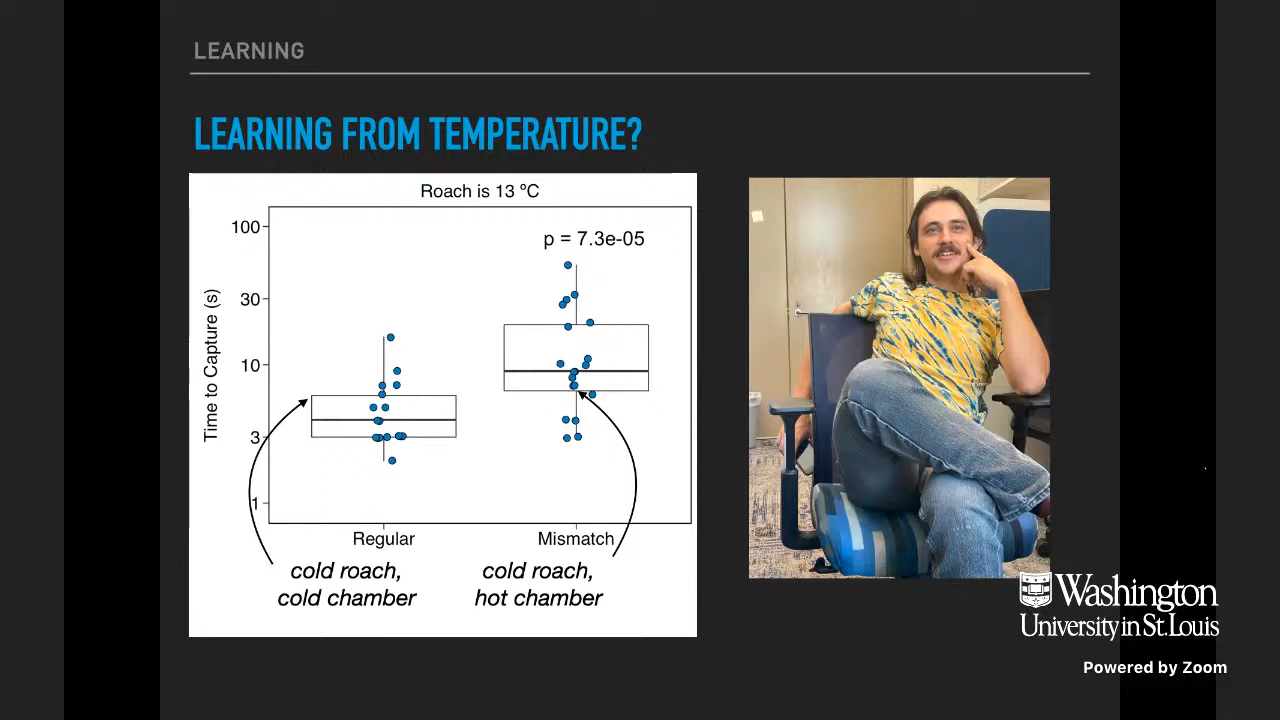 LEARNING
LEARNING FROM TEMPERATURE?
Roach is 13 ºC
p = 7.3e-05
Time to Capture (s)
100
30
10
3
1
Regular
Mismatch
cold roach,
cold chamber
cold roach,
hot chamber
Washington
University in St. Louis
Powered by Zoom